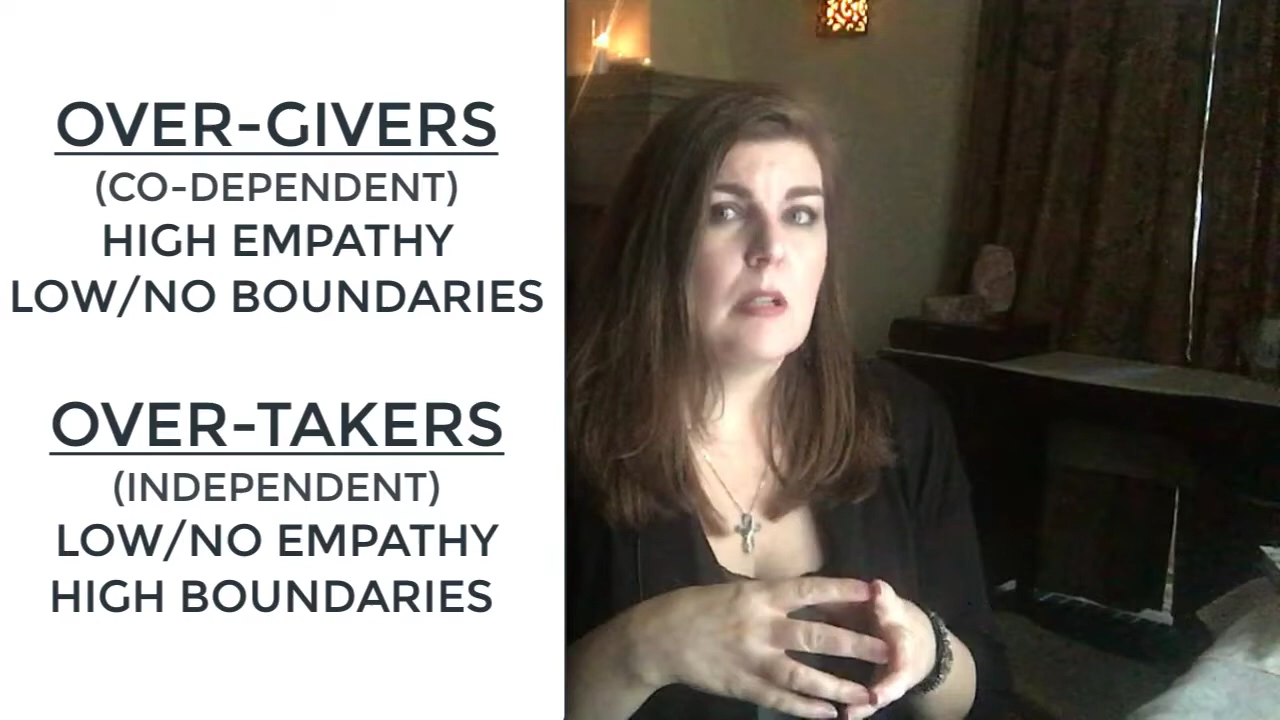 OVER-GIVERS
(CO-DEPENDENT)
HIGH EMPATHY
LOW/NO BOUNDARIES
OVER-TAKERS
(INDEPENDENT)
LOW/NO EMPATHY
HIGH BOUNDARIES